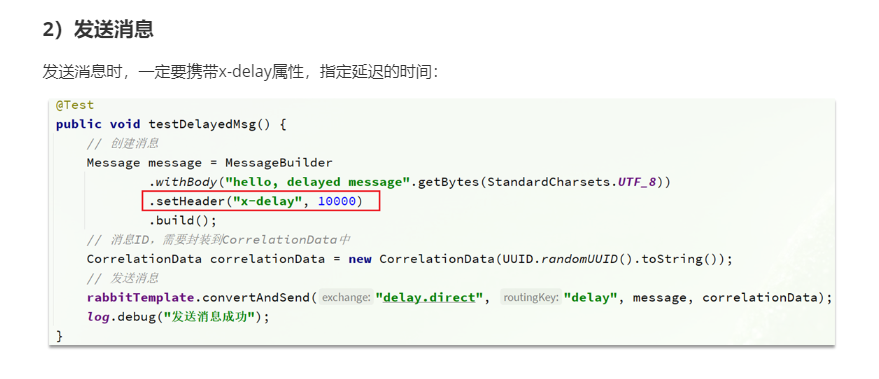 2）发送消息
发送消息时，一定要携带x-delay属性，指定延迟的时间：
@Test
public void testDelayedMsg() {
// 创建消息
Message message = MessageBuilder
.withBody("hello, delayed message".getBytes(StandardCharsets.UTF_8))
.setHeader("x-delay", 10000)
.build();
// 消息ID，需要封装到CorrelationData中
CorrelationData correlationData = new CorrelationData(UUID.randomUUID().toString());
// 发送消息
rabbitTemplate.convertAndSend( exchange: "delay.direct", routingKey: "delay", message, correlationData);
log.debug("发送消息成功");
}